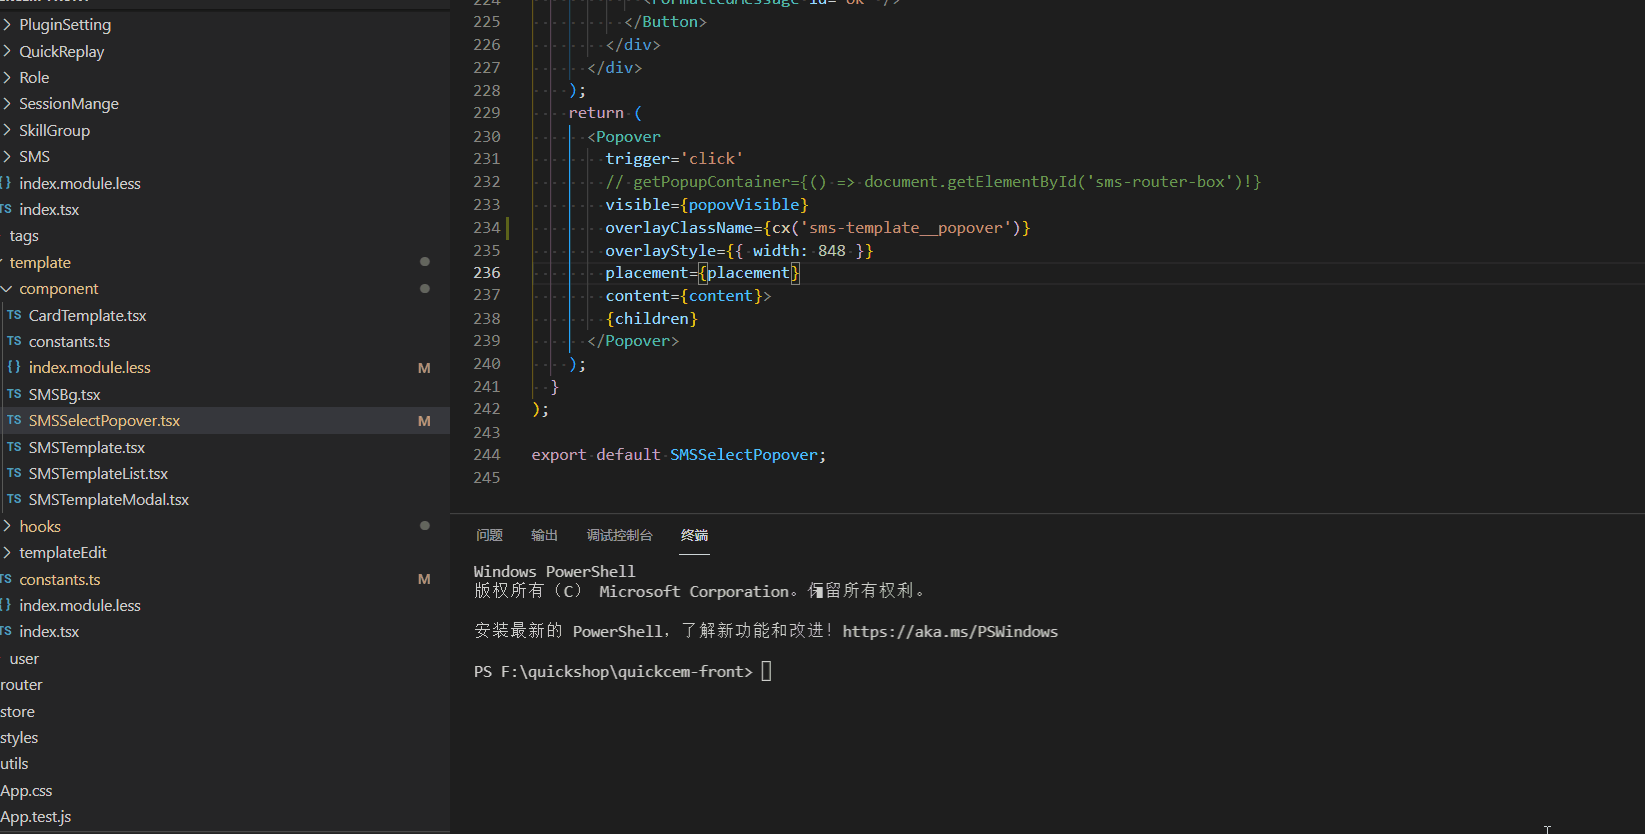 PluginSetting
QuickReplay
Role
SessionMange
SkillGroup
SMS
{} index.module.less
TS index.tsx
tags
template
component
TS CardTemplate.tsx
TS constants.ts
{} index.module.less M
TS SMSBg.tsx
TS SMSSelectPopover.tsx M
TS SMSTemplate.tsx
TS SMSTemplateList.tsx
TS SMSTemplateModal.tsx
hooks
templateEdit
TS constants.ts M
{} index.module.less
TS index.tsx
user
router
store
styles
utils
App.css
App.test.js
224 <FormattedMessage id='ok' />
225 </Button>
226 </div>
227 </div>
228 );
229 return (
230 <Popover
231 trigger='click'
232 // getPopupContainer={() => document.getElementById('sms-router-box')!}
233 visible={popovVisible}
234 overlayClassName={cx('sms-template__popover')}
235 overlayStyle={{ width: 848 }}
236 placement={placement}
237 content={content}>
238 {children}
239 </Popover>
240 );
241 }
242 );
243
244 export default SMSSelectPopover;
245
问题 输出 调试控制台 终端
Windows PowerShell
版权所有（C） Microsoft Corporation。保留所有权利。
安装最新的 PowerShell，了解新功能和改进！https://aka.ms/PSWindows
PS F:\quickshop\quickcem-front>